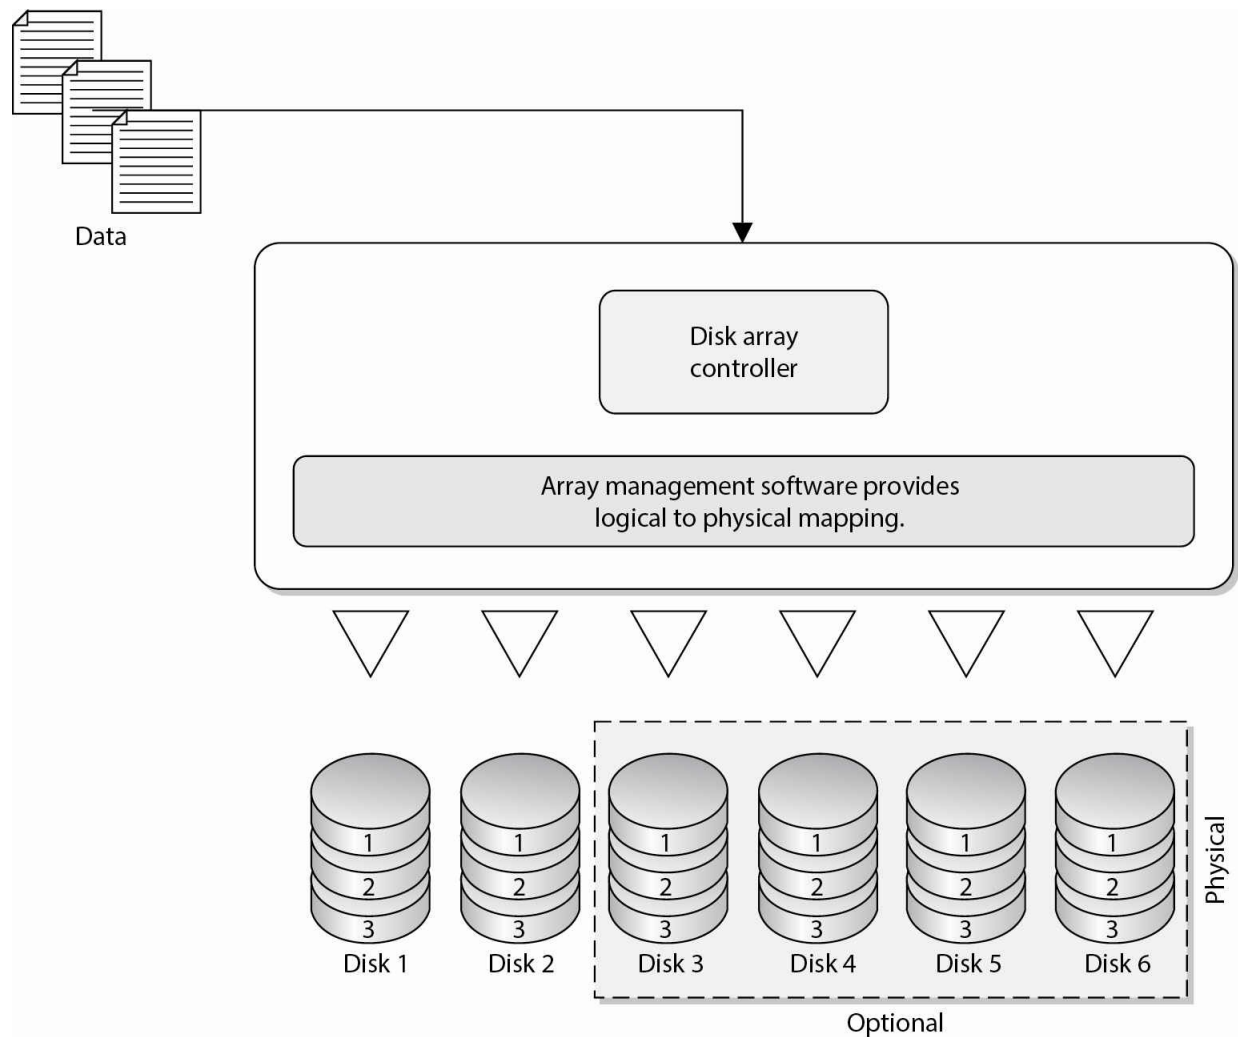 Data
Disk array
controller
Array management software provides
logical to physical mapping.
1 1 1 1 1 1
2 2 2 2 2 2
3 3 3 3 3 3
Disk 1 Disk 2 Disk 3 Disk 4 Disk 5 Disk 6
Physical
Optional